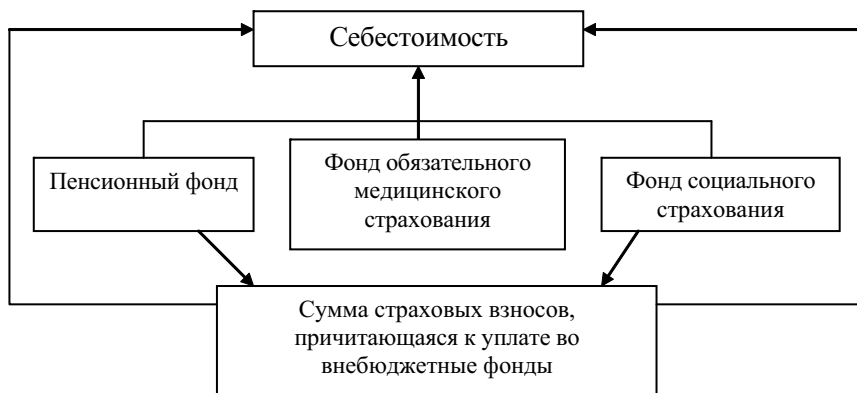 Себестоимость
Пенсионный фонд
Фонд обязательного
медицинского
страхования
Фонд социального
страхования
Сумма страховых взносов,
причитающаяся к уплате во
внебюджетные фонды